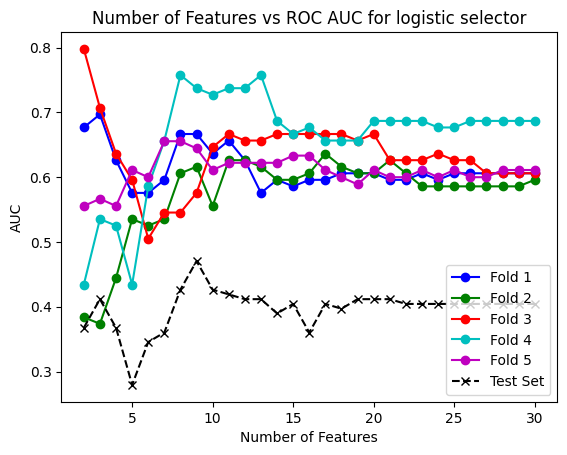 Number of Features vs ROC AUC for logistic selector
0.8
0.7
0.6
0.5
0.4
0.3
AUC
5
10
15
20
25
30
Number of Features
Fold 1
Fold 2
Fold 3
Fold 4
Fold 5
Test Set